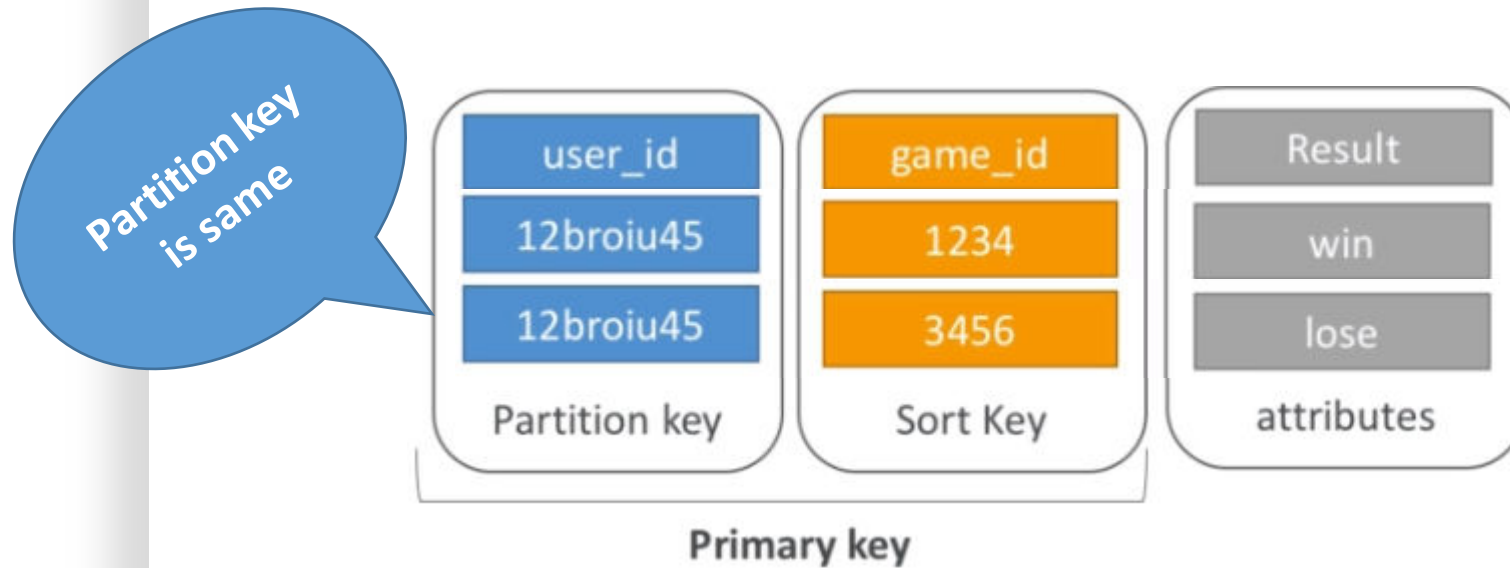 Partition key
is same
user_id
game_id
Result
12broiu45
1234
win
12broiu45
3456
lose
Partition key
Sort Key
attributes
Primary key